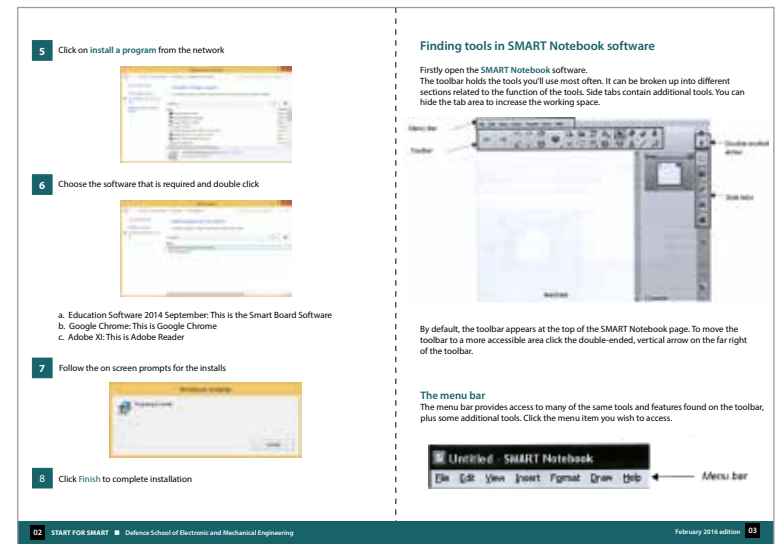 5 Click on install a program from the network
6 Choose the software that is required and double click
a. Education Software 2014 September: This is the Smart Board Software
b. Google Chrome: This is Google Chrome
c. Adobe XI: This is Adobe Reader
7 Follow the on screen prompts for the installs
8 Click Finish to complete installation
02 START FOR SMART ■ Defence School of Electronic and Mechanical Engineering
Finding tools in SMART Notebook software
Firstly open the SMART Notebook software.
The toolbar holds the tools you'll use most often. It can be broken up into different
sections related to the function of the tools. Side tabs contain additional tools. You can
hide the tab area to increase the working space.
Menu bar
Toolbar
Double-ended
arrow
Side tabs
By default, the toolbar appears at the top of the SMART Notebook page. To move the
toolbar to a more accessible area click the double-ended, vertical arrow on the far right
of the toolbar.
The menu bar
The menu bar provides access to many of the same tools and features found on the toolbar,
plus some additional tools. Click the menu item you wish to access.
Untitled - SMART Notebook
File Edit View Insert Format Draw Help
Menu bar
February 2016 edition 03